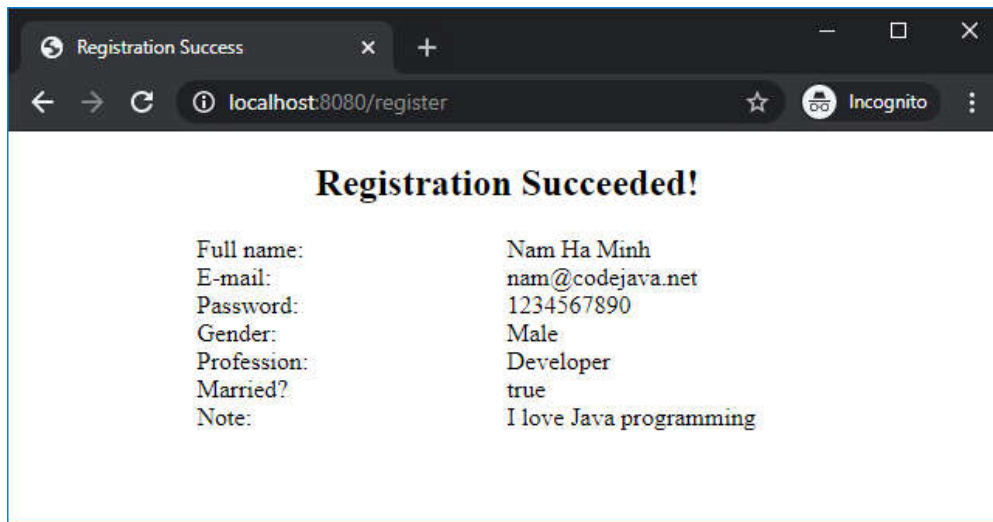 Registration Success
localhost:8080/register
Incognito
Registration Succeeded!
Full name: Nam Ha Minh
E-mail: nam@codejava.net
Password: 1234567890
Gender: Male
Profession: Developer
Married? true
Note: I love Java programming